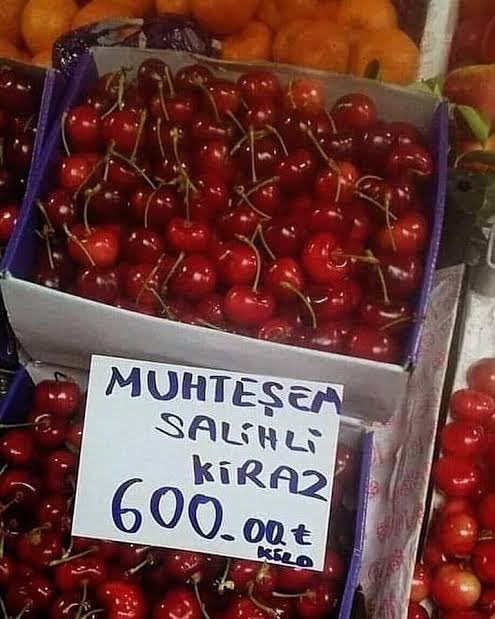 MUHTEŞEM
SALİHLİ
KİRAZ
600.00.₺
KİLO